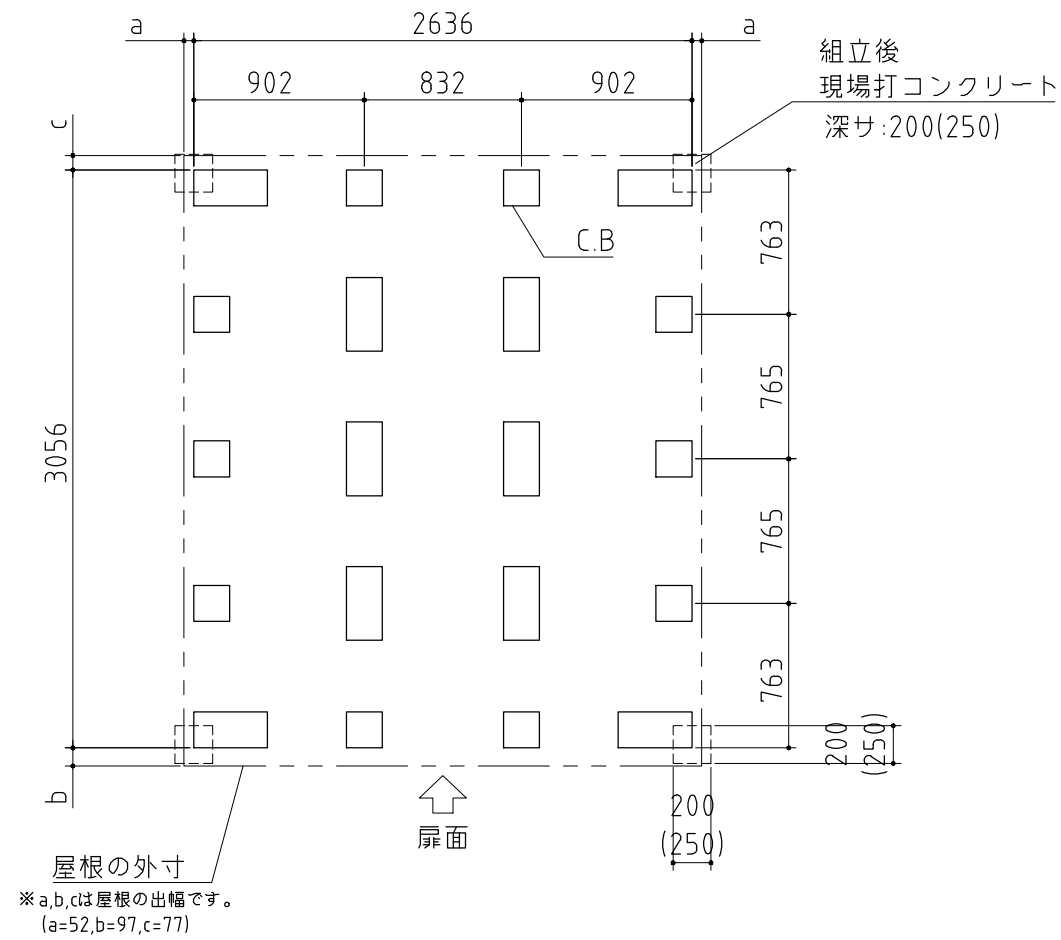 a
2636
a
902
832
902
組立後
現場打コンクリート
深サ:200(250)
c
C.B
763
765
3056
765
763
200
(250)
b
200
(250)
扉面
屋根の外寸
※a,b,cは屋根の出幅です。
(a=52,b=97,c=77)